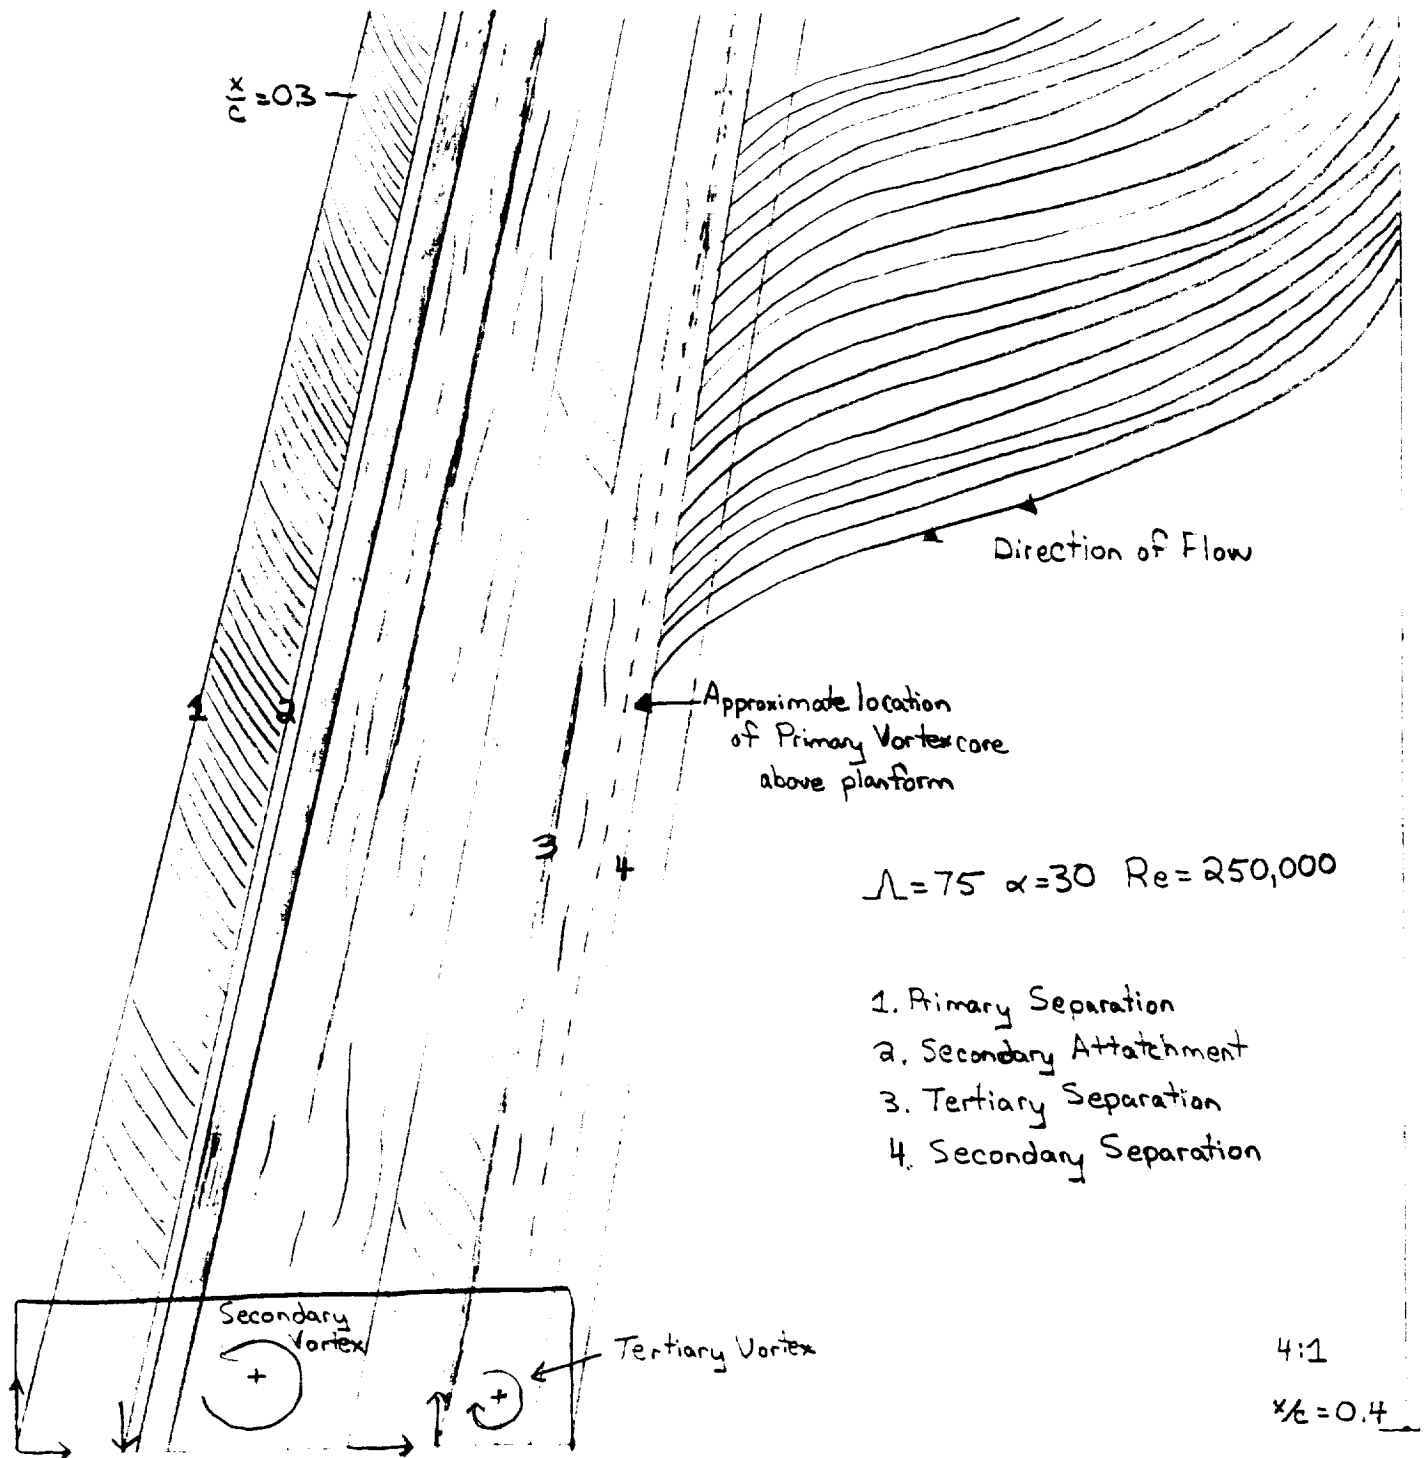 x/c = 0.3
Direction of Flow
1 2
Approximate location
of Primary Vortex core
above planform
3
4
Λ = 75 α = 30 Re = 250,000
1. Primary Separation
2. Secondary Attatchment
3. Tertiary Separation
4. Secondary Separation
Secondary
Vortex
Tertiary Vortex
4:1
x/c = 0.4